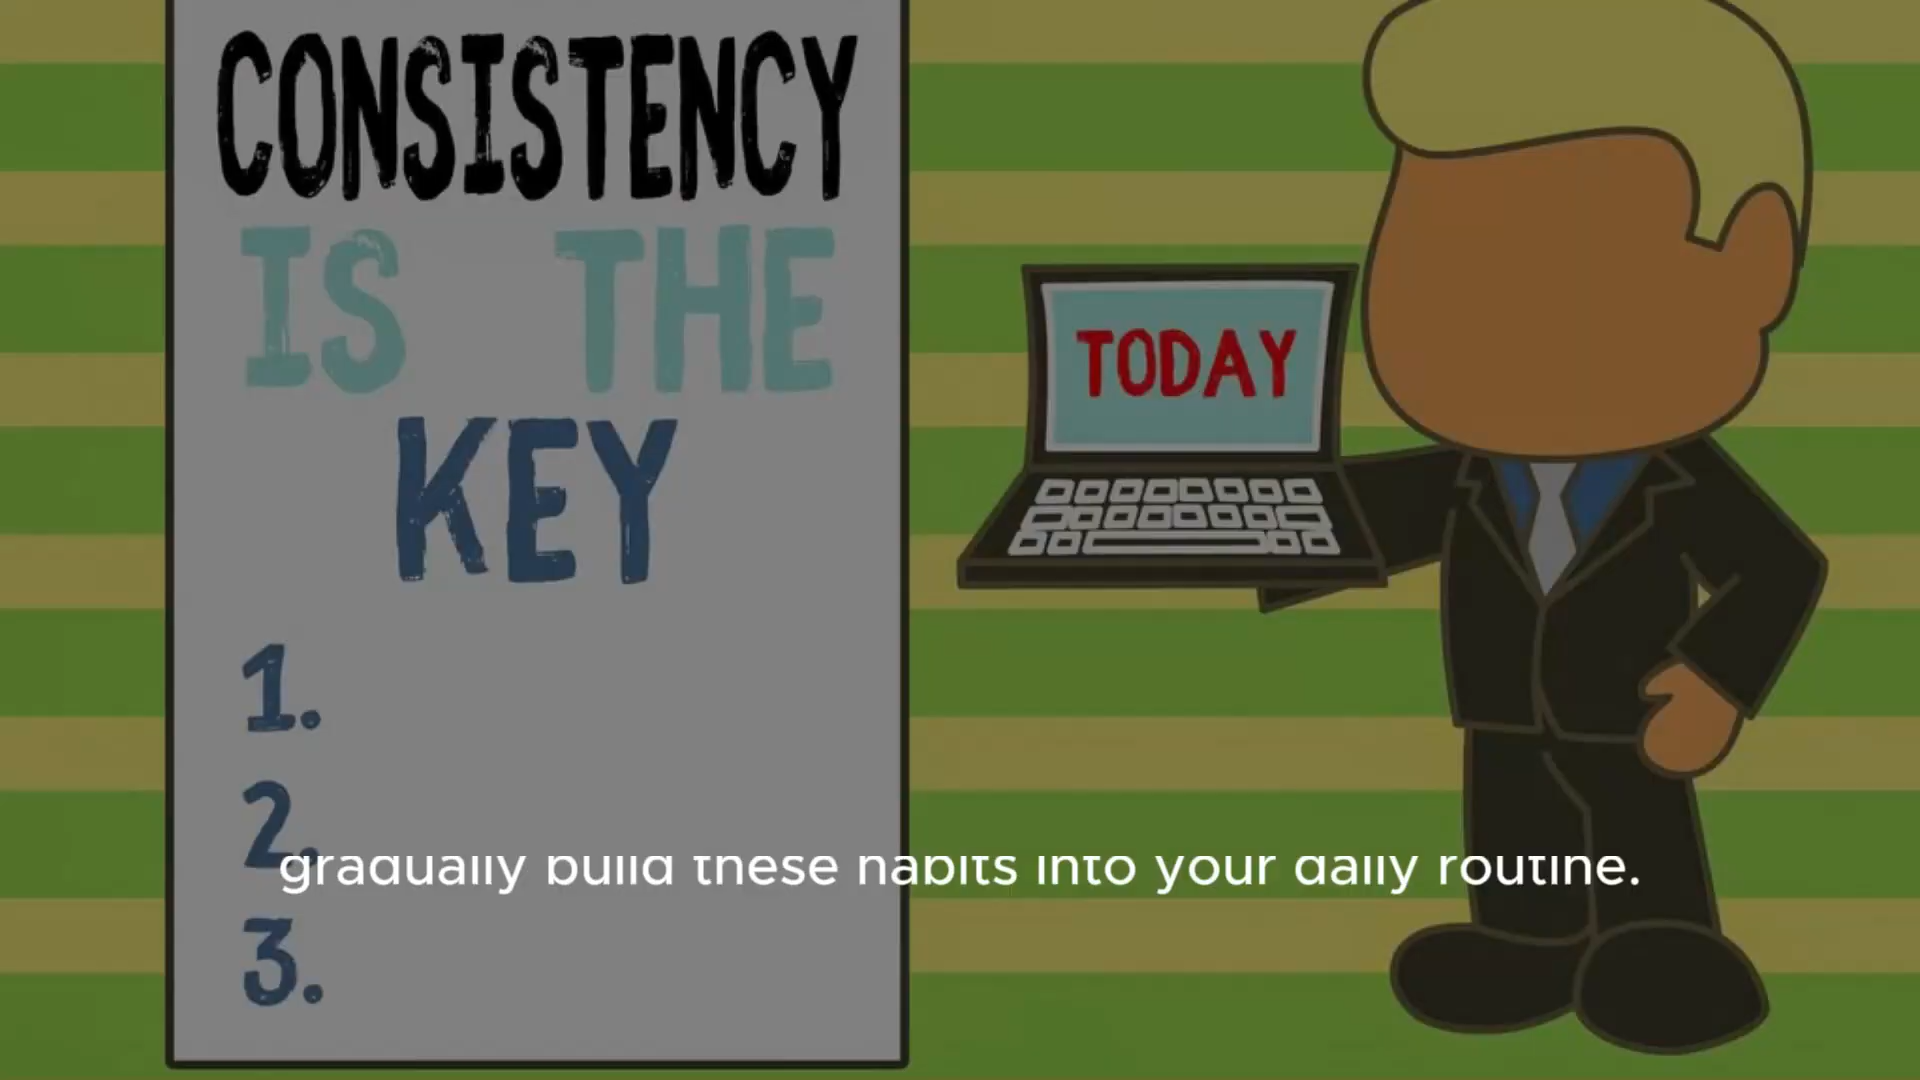 CONSISTENCY
IS THE
KEY
1.
2.
3.
TODAY
gradually build these habits into your daily routine.